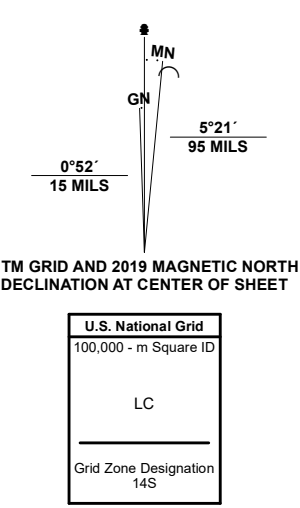 MN
GN
5°21´
95 MILS
0°52´
15 MILS
TM GRID AND 2019 MAGNETIC NORTH
DECLINATION AT CENTER OF SHEET
U.S. National Grid
100,000 - m Square ID
LC
Grid Zone Designation
14S